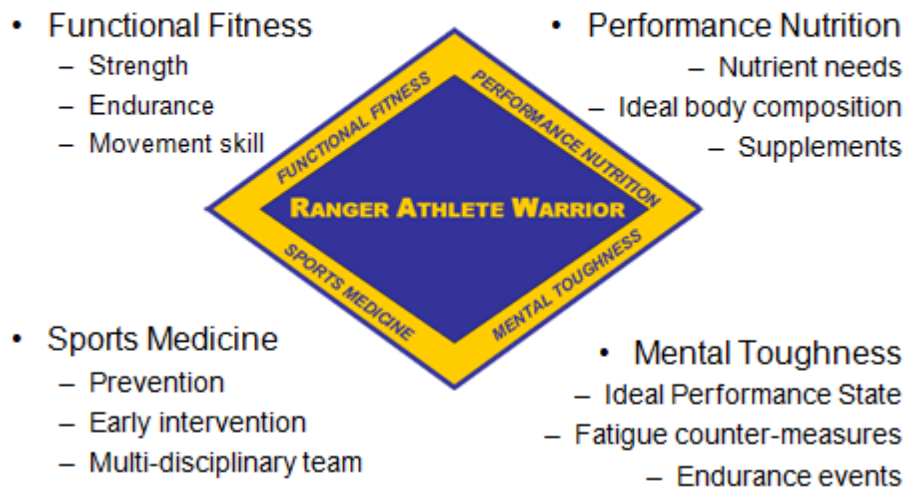 • Functional Fitness
– Strength
– Endurance
– Movement skill
• Performance Nutrition
– Nutrient needs
– Ideal body composition
– Supplements
FUNCTIONAL FITNESS
PERFORMANCE NUTRITION
RANGER ATHLETE WARRIOR
SPORTS MEDICINE
MENTAL TOUGHNESS
• Sports Medicine
– Prevention
– Early intervention
– Multi-disciplinary team
• Mental Toughness
– Ideal Performance State
– Fatigue counter-measures
– Endurance events